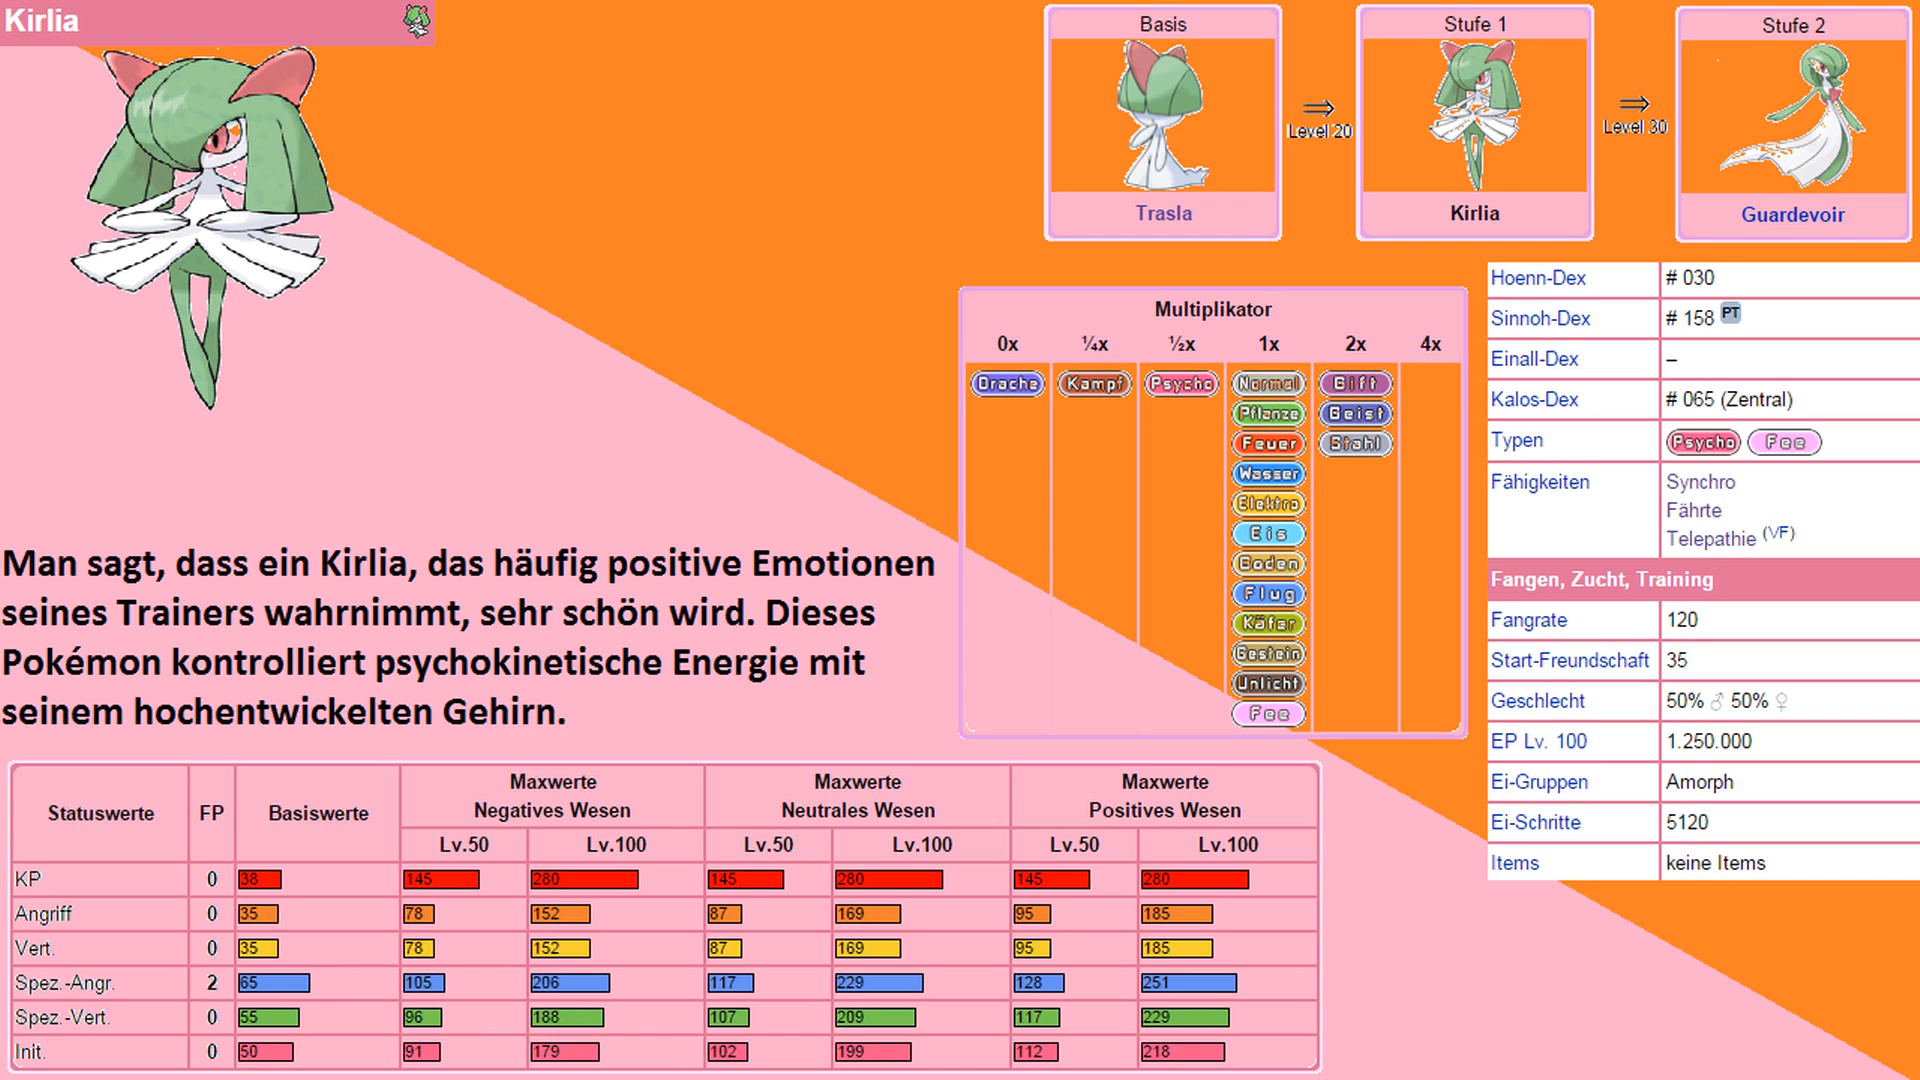 Kirlia
Basis
Trasla
⇒
Level 20
Stufe 1
Kirlia
⇒
Level 30
Stufe 2
Guardevoir
Multiplikator
0x ¼x ½x 1x 2x 4x
Drache Kampf Psycho Normal Gift
Pflanze Geist
Feuer Stahl
Wasser
Elektro
Eis
Boden
Flug
Käfer
Gestein
Unlicht
Fee
Hoenn-Dex # 030
Sinnoh-Dex # 158 PT
Einall-Dex –
Kalos-Dex # 065 (Zentral)
Typen Psycho Fee
Fähigkeiten Synchro
Fährte
Telepathie (VF)
Fangen, Zucht, Training
Fangrate 120
Start-Freundschaft 35
Geschlecht 50% ♂ 50% ♀
EP Lv. 100 1.250.000
Ei-Gruppen Amorph
Ei-Schritte 5120
Items keine Items
Man sagt, dass ein Kirlia, das häufig positive Emotionen
seines Trainers wahrnimmt, sehr schön wird. Dieses
Pokémon kontrolliert psychokinetische Energie mit
seinem hochentwickelten Gehirn.
Statuswerte FP Basiswerte Maxwerte Maxwerte Maxwerte
Negatives Wesen Neutrales Wesen Positives Wesen
Lv.50 Lv.100 Lv.50 Lv.100 Lv.50 Lv.100
KP 0 38 145 280 145 280 145 280
Angriff 0 35 78 152 87 169 95 185
Vert. 0 35 78 152 87 169 95 185
Spez.-Angr. 2 65 105 206 117 229 128 251
Spez.-Vert. 0 55 96 188 107 209 117 229
Init. 0 50 91 179 102 199 112 218